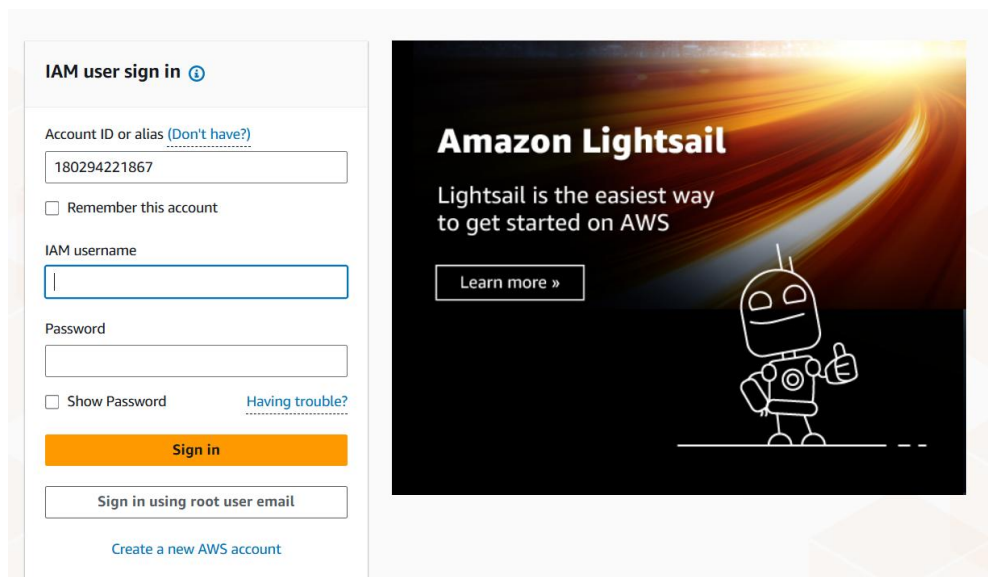 IAM user sign in
Account ID or alias (Don't have?)
180294221867
Remember this account
IAM username
Password
Show Password
Having trouble?
Sign in
Sign in using root user email
Create a new AWS account
Amazon Lightsail
Lightsail is the easiest way
to get started on AWS
Learn more »